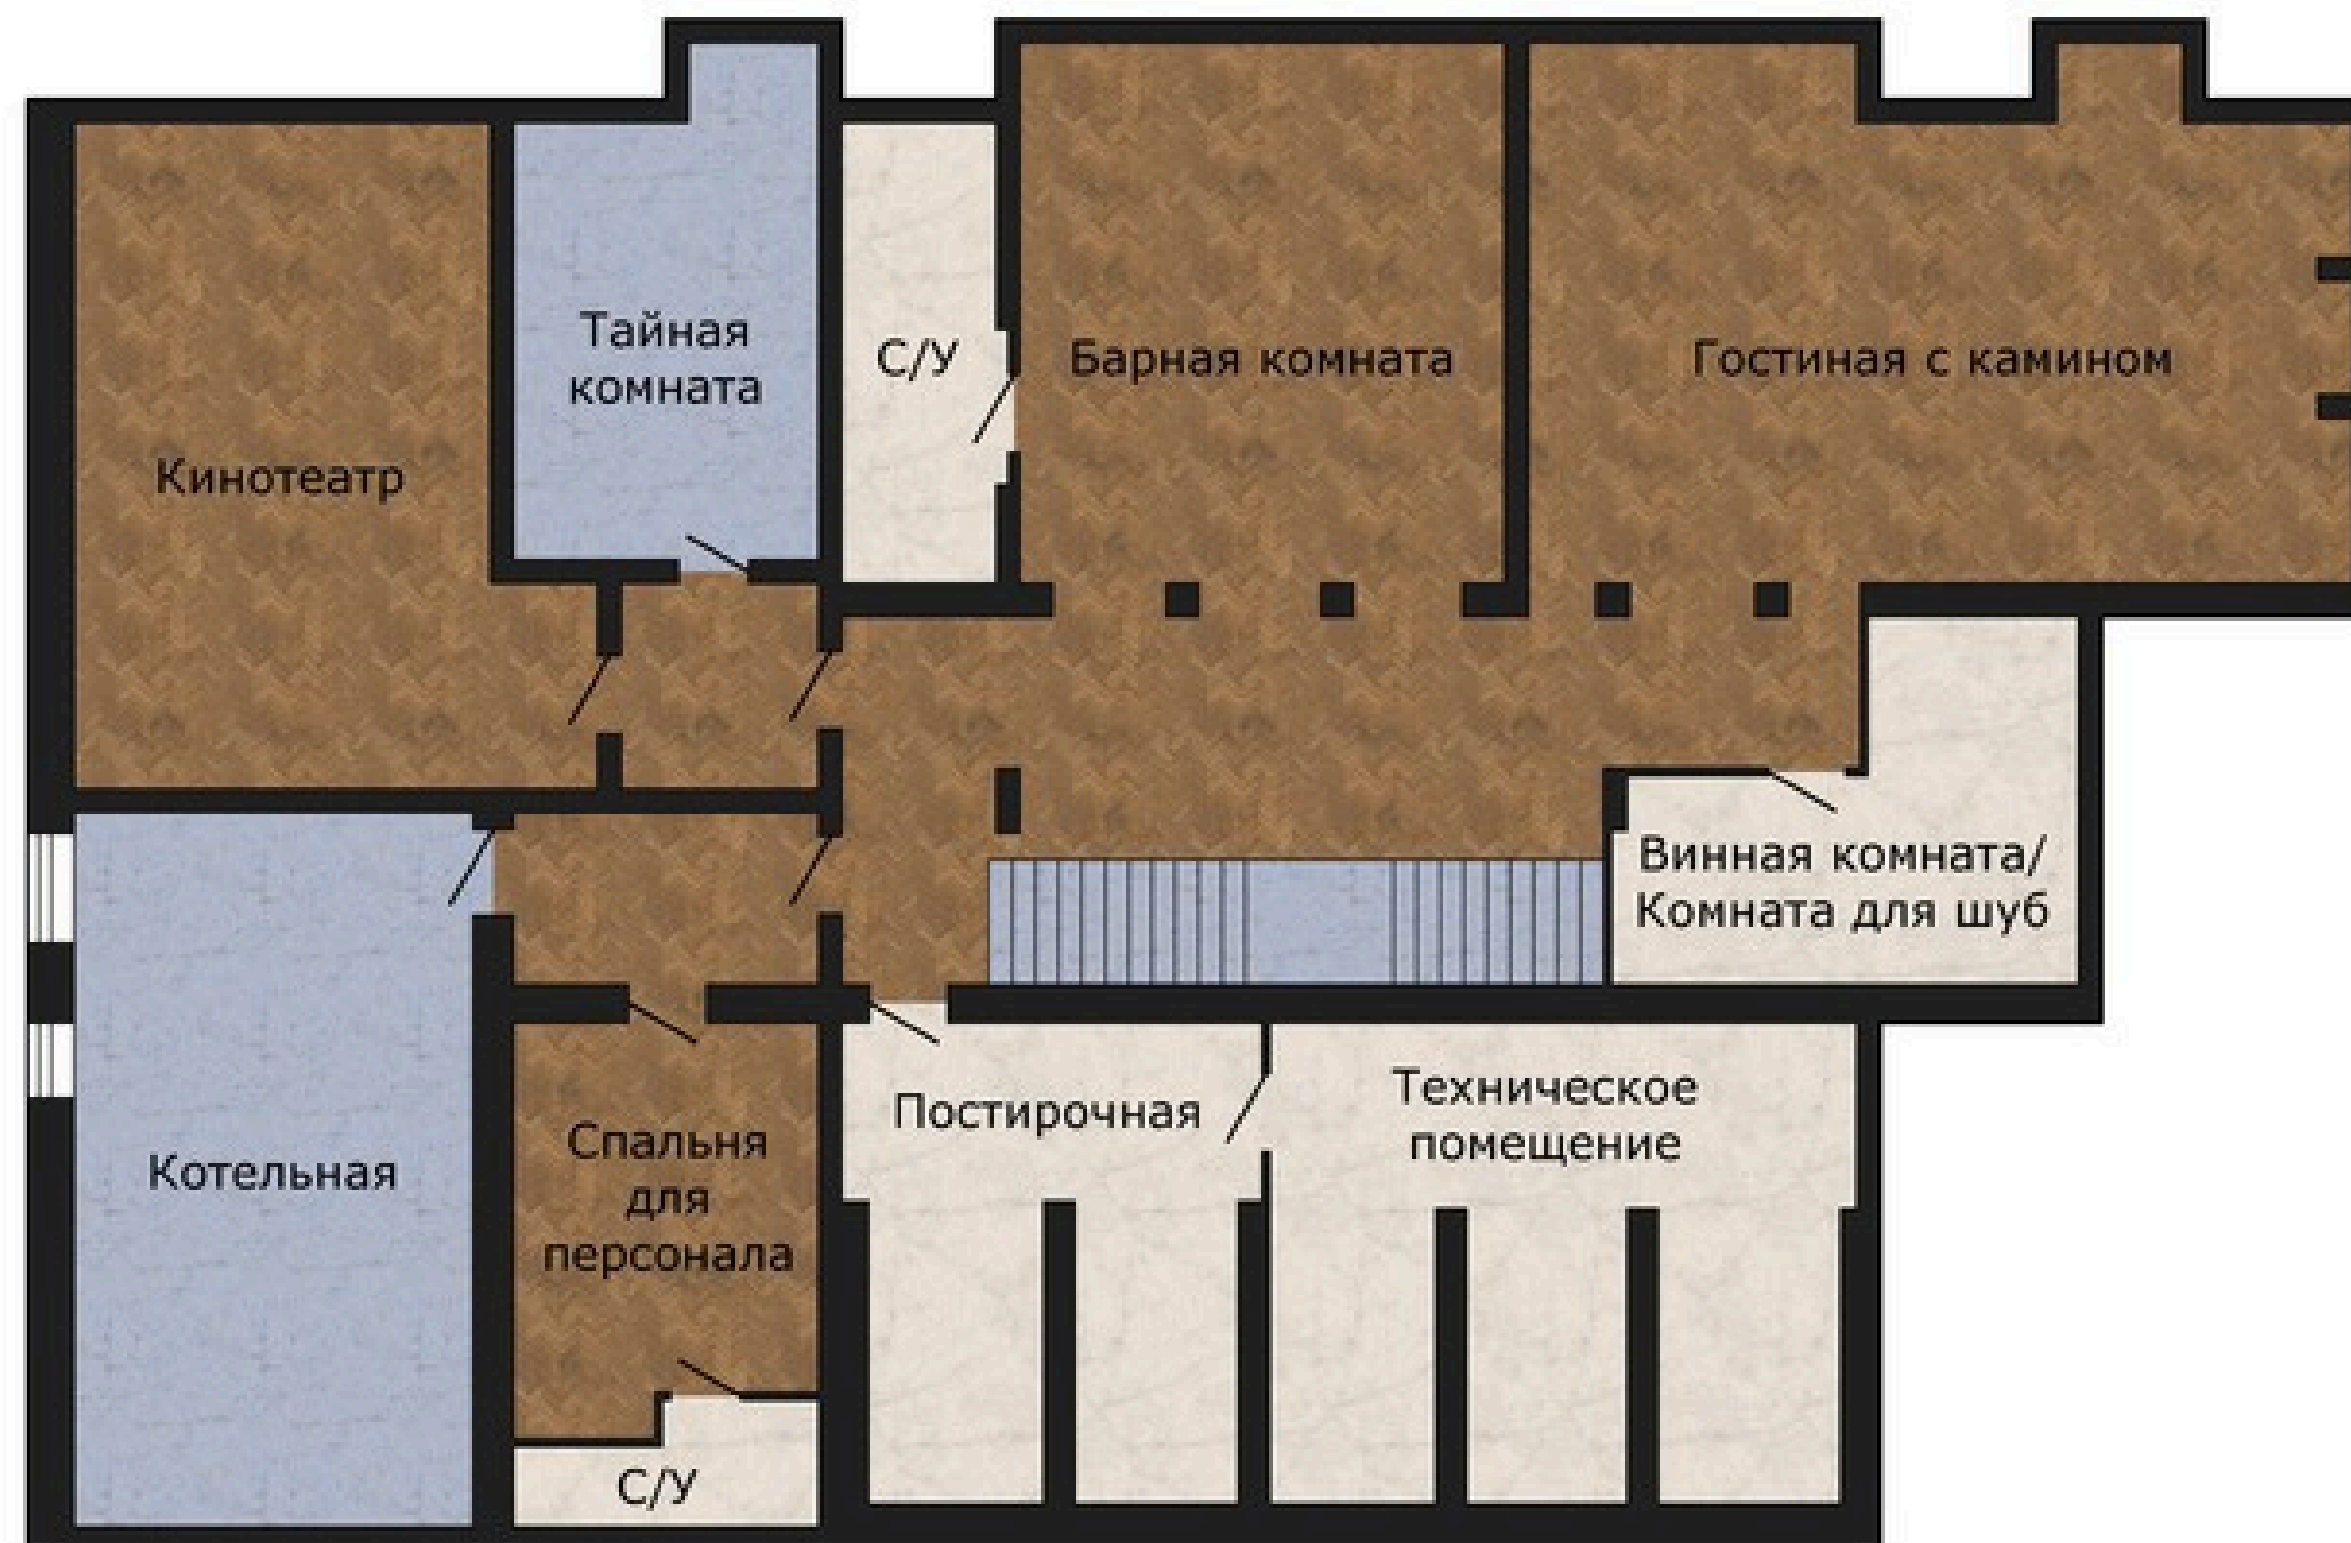 Тайная
комната
С/У
Барная комната
Гостиная с камином
Кинотеатр
Винная комната/
Комната для шуб
Котельная
Спальня
для
персонала
Постирочная
Техническое
помещение
С/У